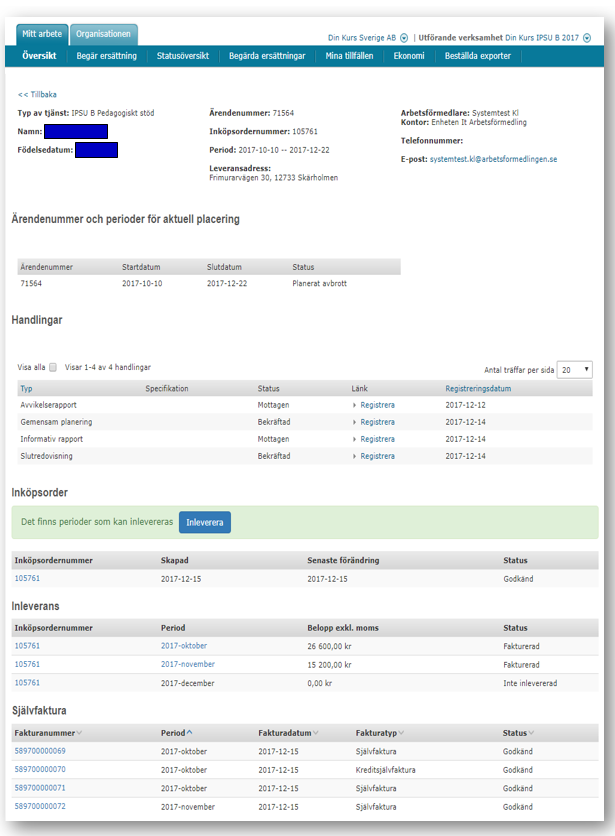 Mitt arbete Organisationen
Din Kurs Sverige AB | Utförande verksamhet Din Kurs IPSU B 2017
Översikt Begär ersättning Statusöversikt Begärda ersättningar Mina tillfällen Ekonomi Beställda exporter
<< Tillbaka
Typ av tjänst: IPSU B Pedagogiskt stöd
Namn:
Födelsedatum:
Ärendenummer: 71564
Inköpsordernummer: 105761
Period: 2017-10-10 -- 2017-12-22
Leveransadress:
Frimurarvägen 30, 12733 Skärholmen
Arbetsförmedlare: Systemtest Kl
Kontor: Enheten It Arbetsförmedling
Telefonnummer:
E-post: systemtest.kl@arbetsformedlingen.se
Ärendenummer och perioder för aktuell placering
Ärendenummer Startdatum Slutdatum Status
71564 2017-10-10 2017-12-22 Planerat avbrott
Handlingar
Visa alla Visar 1-4 av 4 handlingar
Antal träffar per sida 20
Typ Specifikation Status Länk Registreringsdatum
Avvikelserapport Mottagen Registrera 2017-12-12
Gemensam planering Bekräftad Registrera 2017-12-14
Informativ rapport Mottagen Registrera 2017-12-14
Slutredovisning Bekräftad Registrera 2017-12-14
Inköpsorder
Det finns perioder som kan inlevereras Inleverera
Inköpsordernummer Skapad Senaste förändring Status
105761 2017-12-15 2017-12-15 Godkänd
Inleverans
Inköpsordernummer Period Belopp exkl. moms Status
105761 2017-oktober 26 600,00 kr Fakturerad
105761 2017-november 15 200,00 kr Fakturerad
105761 2017-december 0,00 kr Inte inlevererad
Självfaktura
Fakturanummer Period Fakturadatum Fakturatyp Status
589700000069 2017-oktober 2017-12-15 Självfaktura Godkänd
589700000070 2017-oktober 2017-12-15 Kreditsjälvfaktura Godkänd
589700000071 2017-oktober 2017-12-15 Självfaktura Godkänd
589700000072 2017-november 2017-12-15 Självfaktura Godkänd